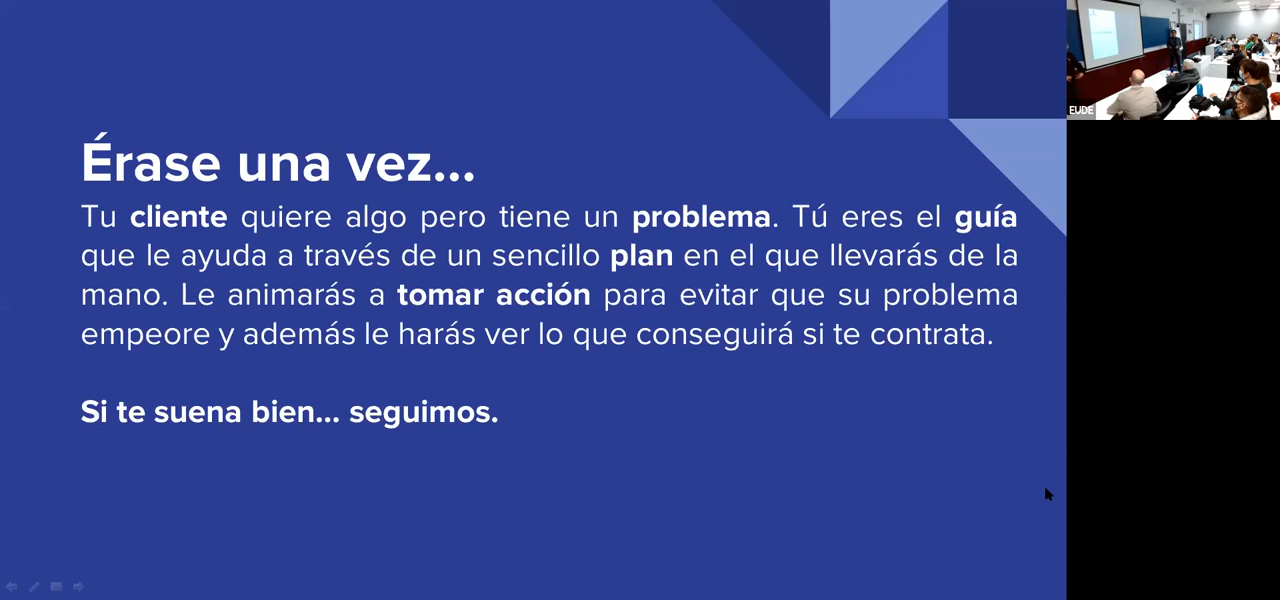 Érase una vez...
Tu cliente quiere algo pero tiene un problema. Tú eres el guía
que le ayuda a través de un sencillo plan en el que llevarás de la
mano. Le animarás a tomar acción para evitar que su problema
empeore y además le harás ver lo que conseguirá si te contrata.
Si te suena bien... seguimos.
EUDE